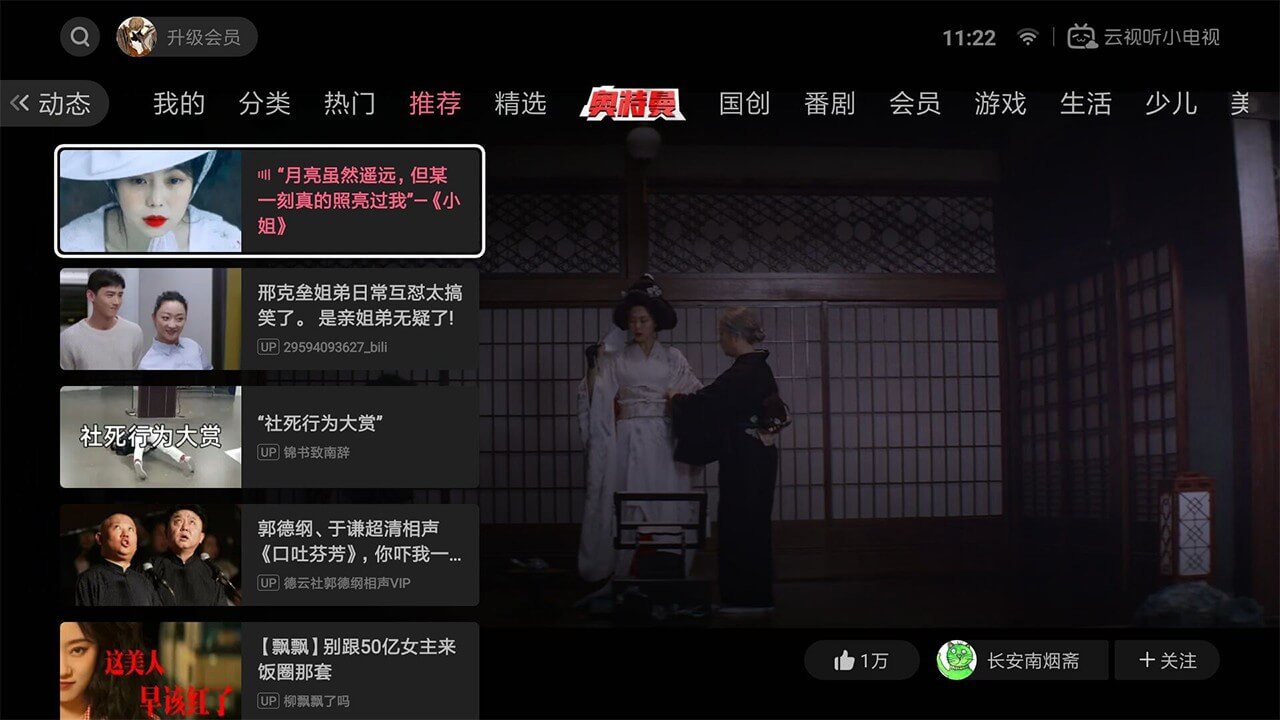 升级会员
11:22
云视听小电视
动态 我的 分类 热门 推荐 精选 奥特曼 国创 番剧 会员 游戏 生活 少儿 美
“月亮虽然遥远，但某
一刻真的照亮过我”—《小
姐》
邢克垒姐弟日常互怼太搞
笑了。是亲姐弟无疑了!
UP 29594093627_bili
社死行为大赏
“社死行为大赏”
UP 锦书致南辞
郭德纲、于谦超清相声
《口吐芬芳》，你吓我一...
UP 德云社郭德纲相声VIP
这美人
早该红了
【飘飘】别跟50亿女主来
饭圈那套
UP 柳飘飘了吗
1万
长安南烟斋
+关注